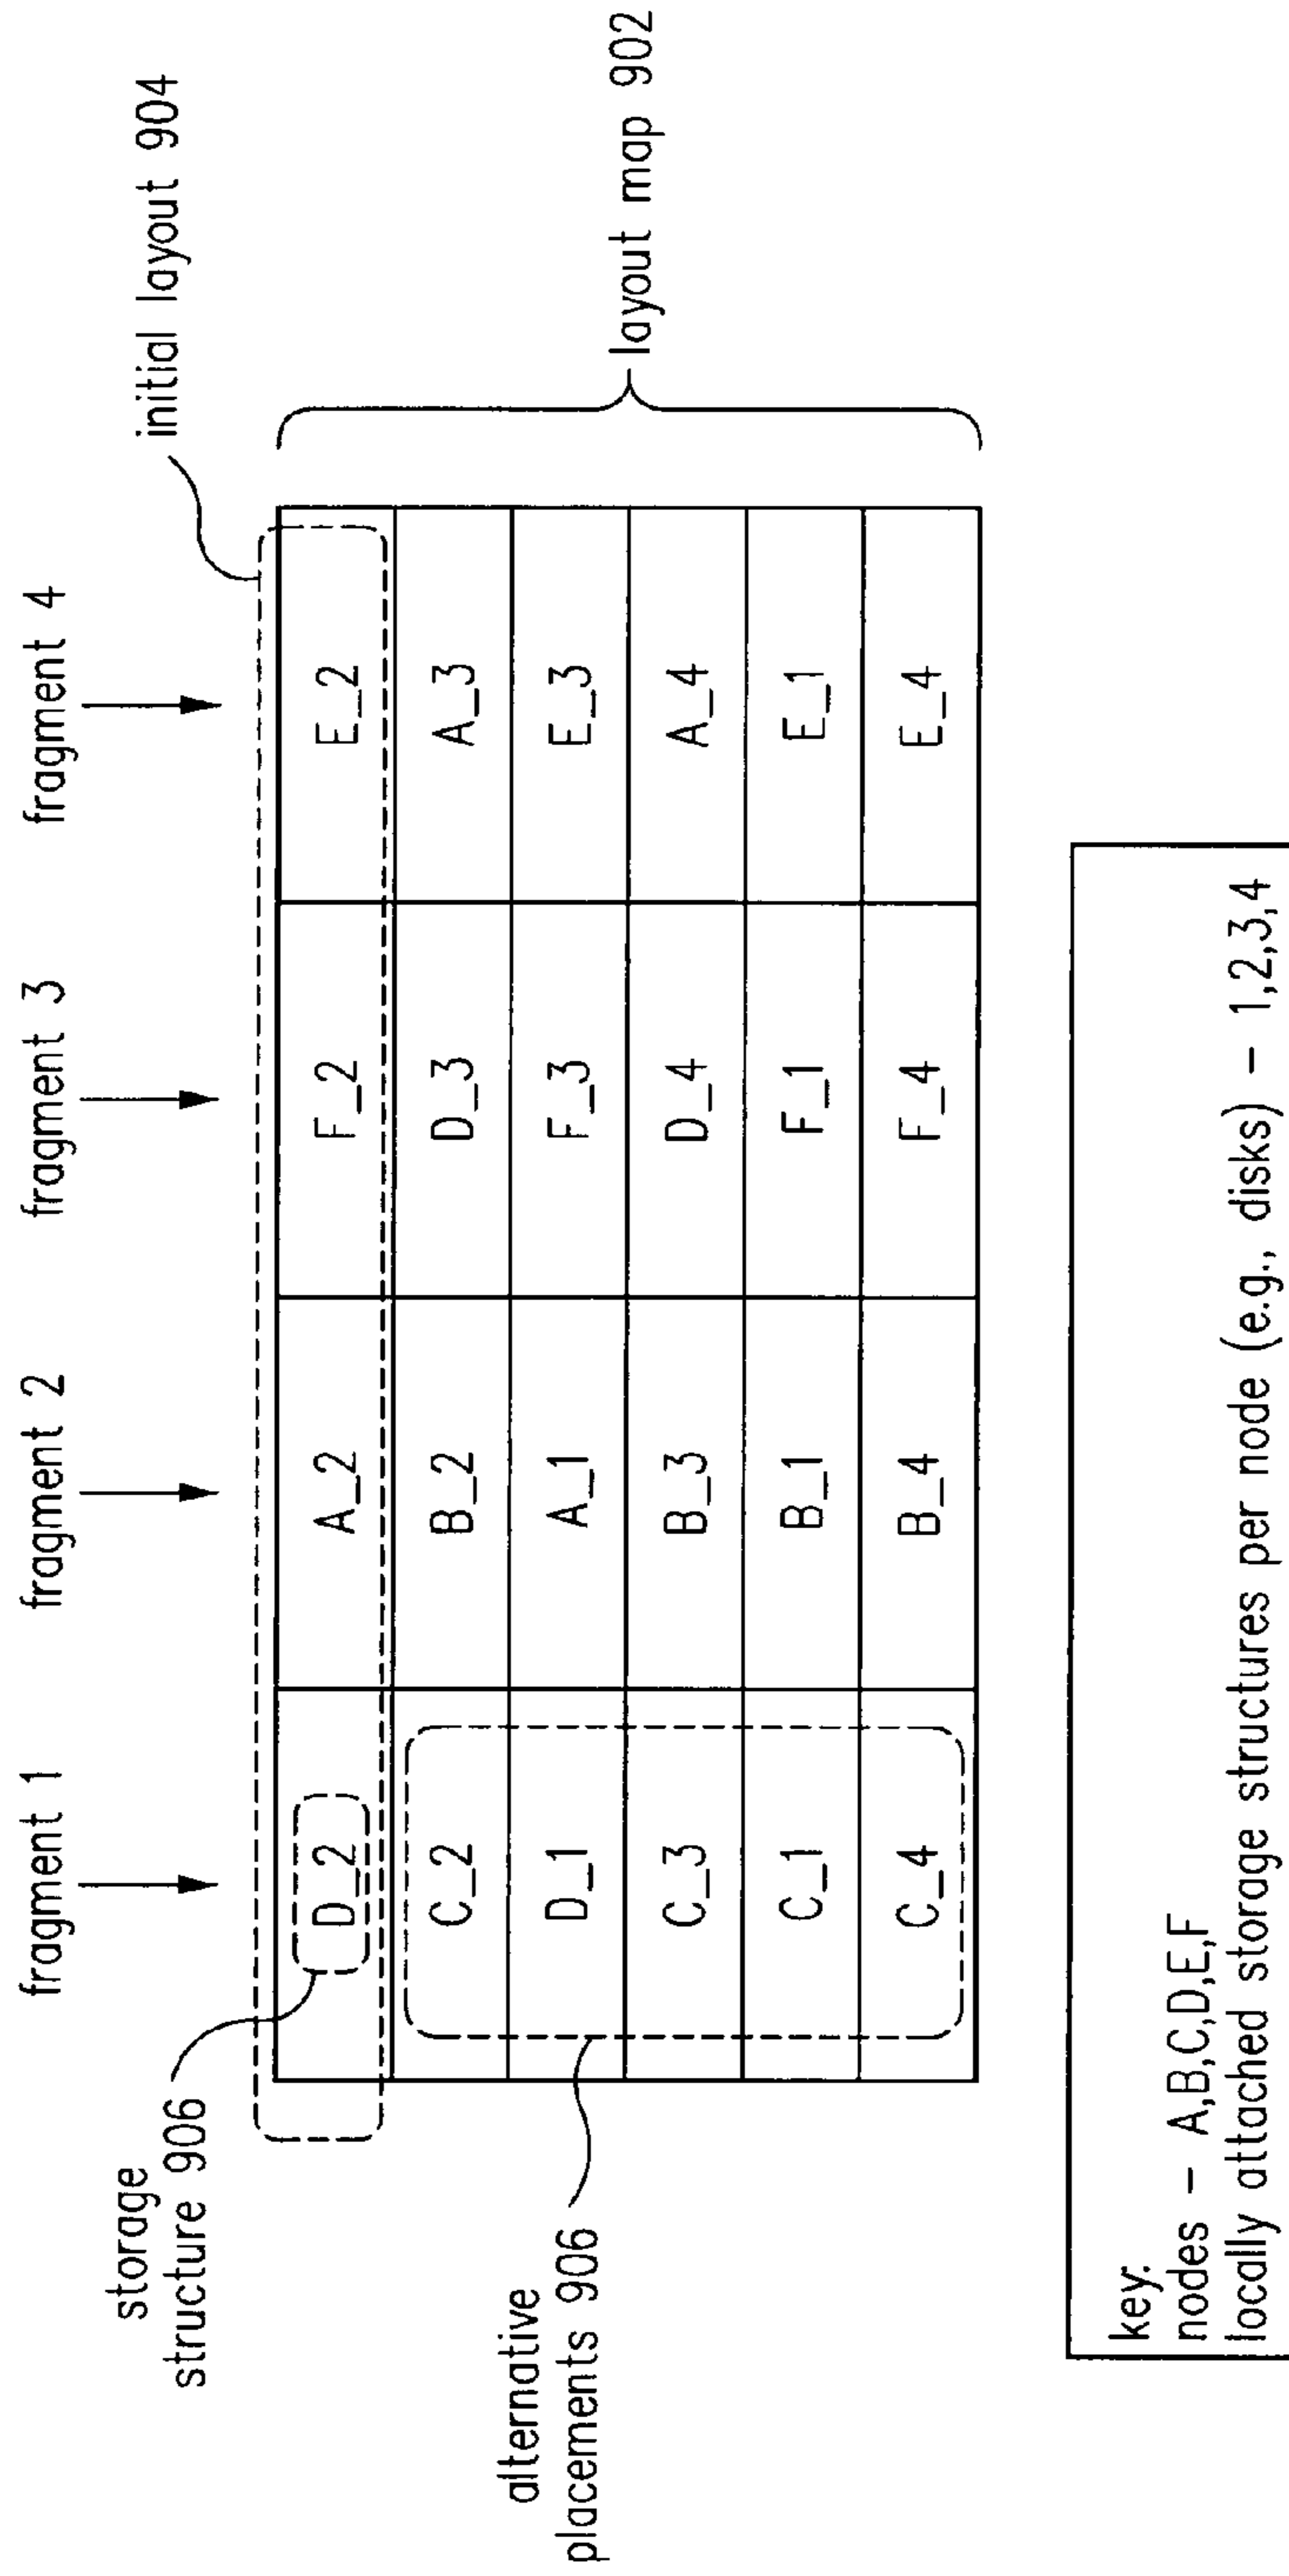 fragment 1
fragment 2
fragment 3
fragment 4
initial layout 904
storage
structure 906
D_2
A_2
F_2
E_2
C_2
B_2
D_3
A_3
D_1
A_1
F_3
E_3
layout map 902
C_3
B_3
D_4
A_4
C_1
B_1
F_1
E_1
C_4
B_4
F_4
E_4
alternative
placements 906
key:
nodes – A,B,C,D,E,F
locally attached storage structures per node (e.g., disks) – 1,2,3,4